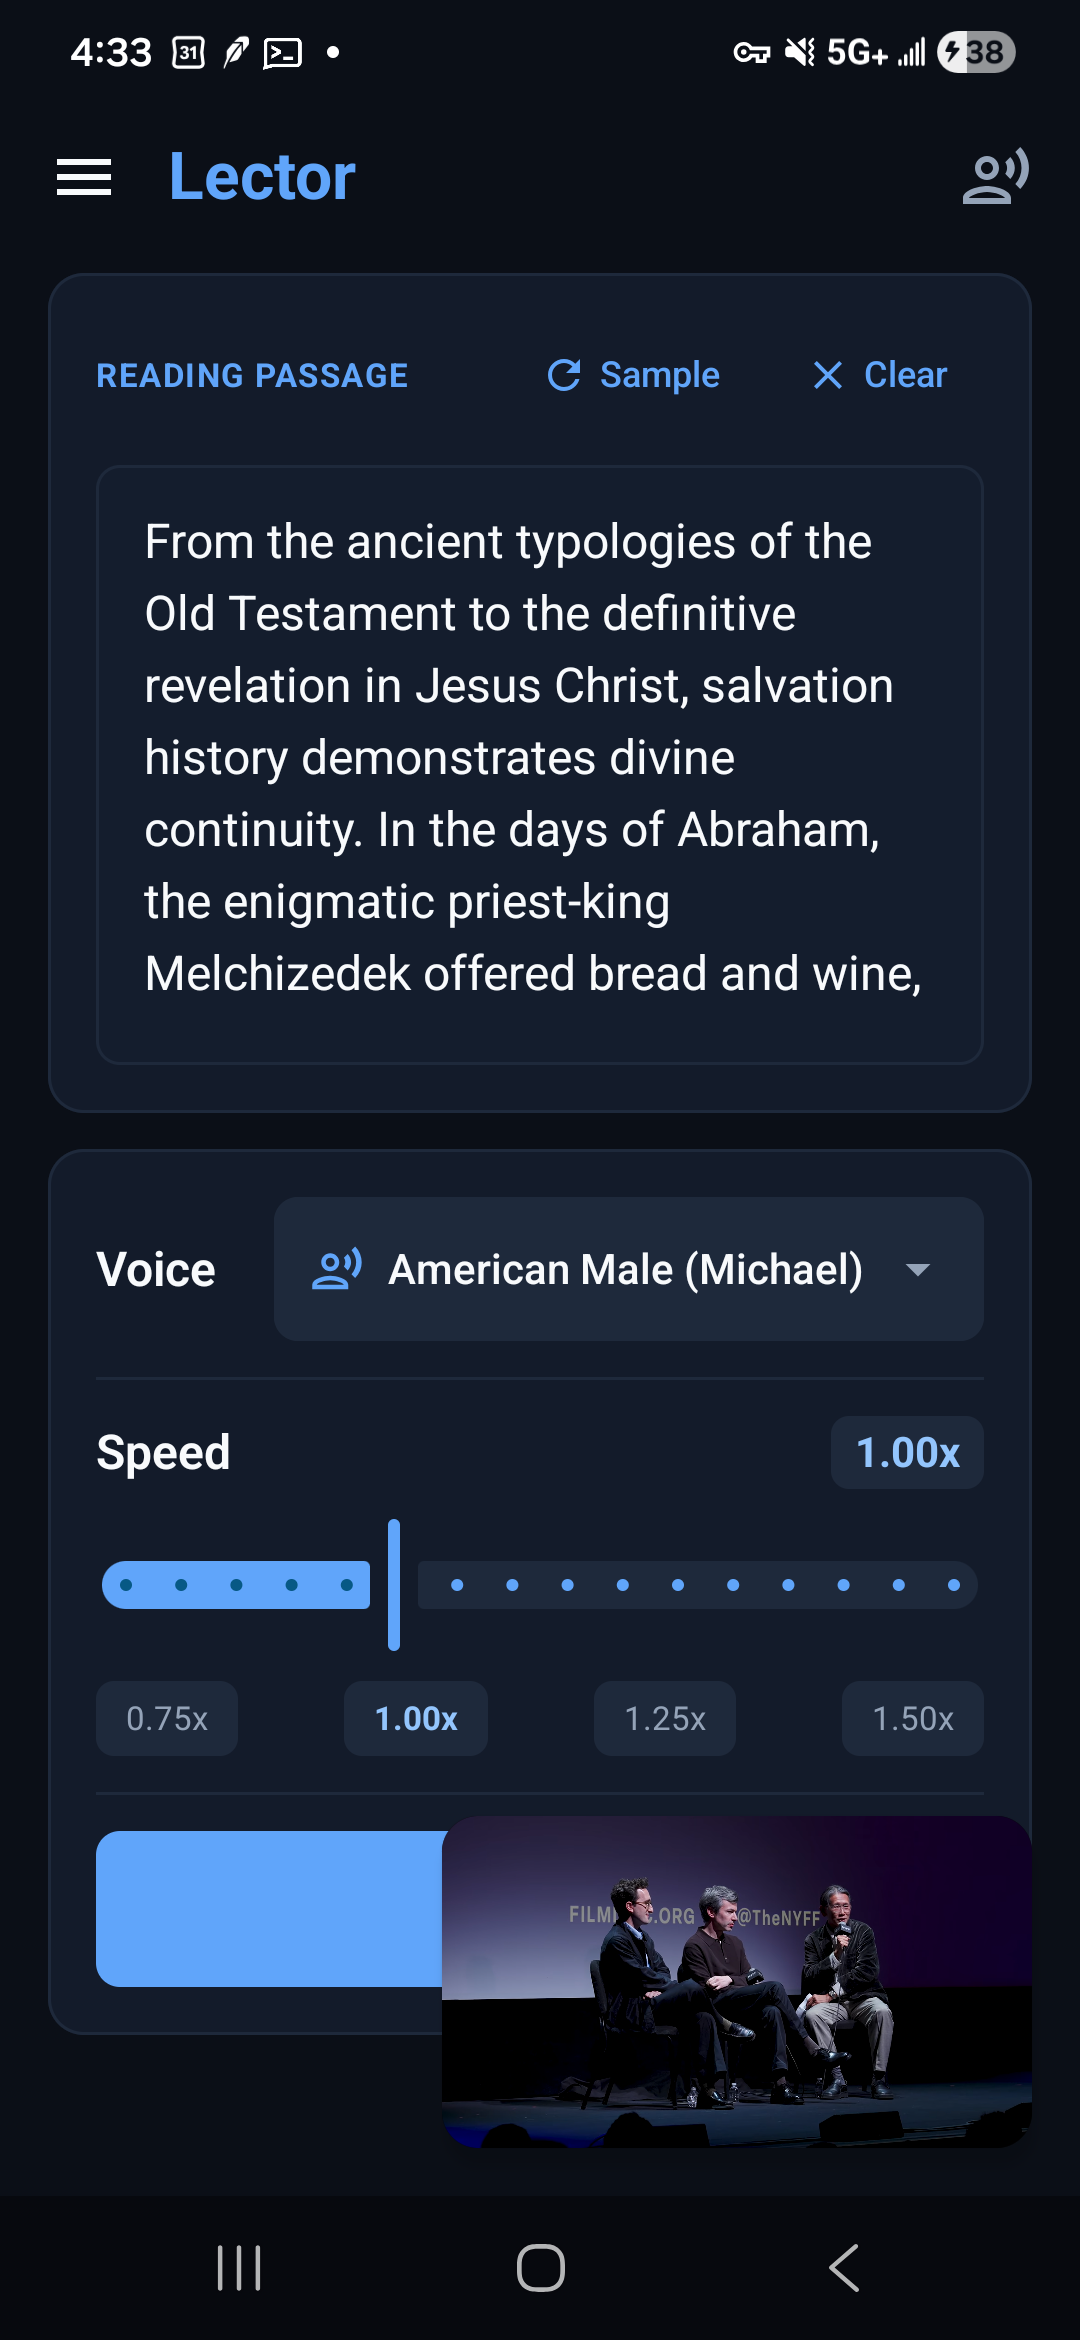 4:33 31 5G+ 38
Lector
READING PASSAGE Sample Clear
From the ancient typologies of the
Old Testament to the definitive
revelation in Jesus Christ, salvation
history demonstrates divine
continuity. In the days of Abraham,
the enigmatic priest-king
Melchizedek offered bread and wine,
Voice American Male (Michael)
Speed 1.00x
0.75x 1.00x 1.25x 1.50x
.ORG @TheNYFF